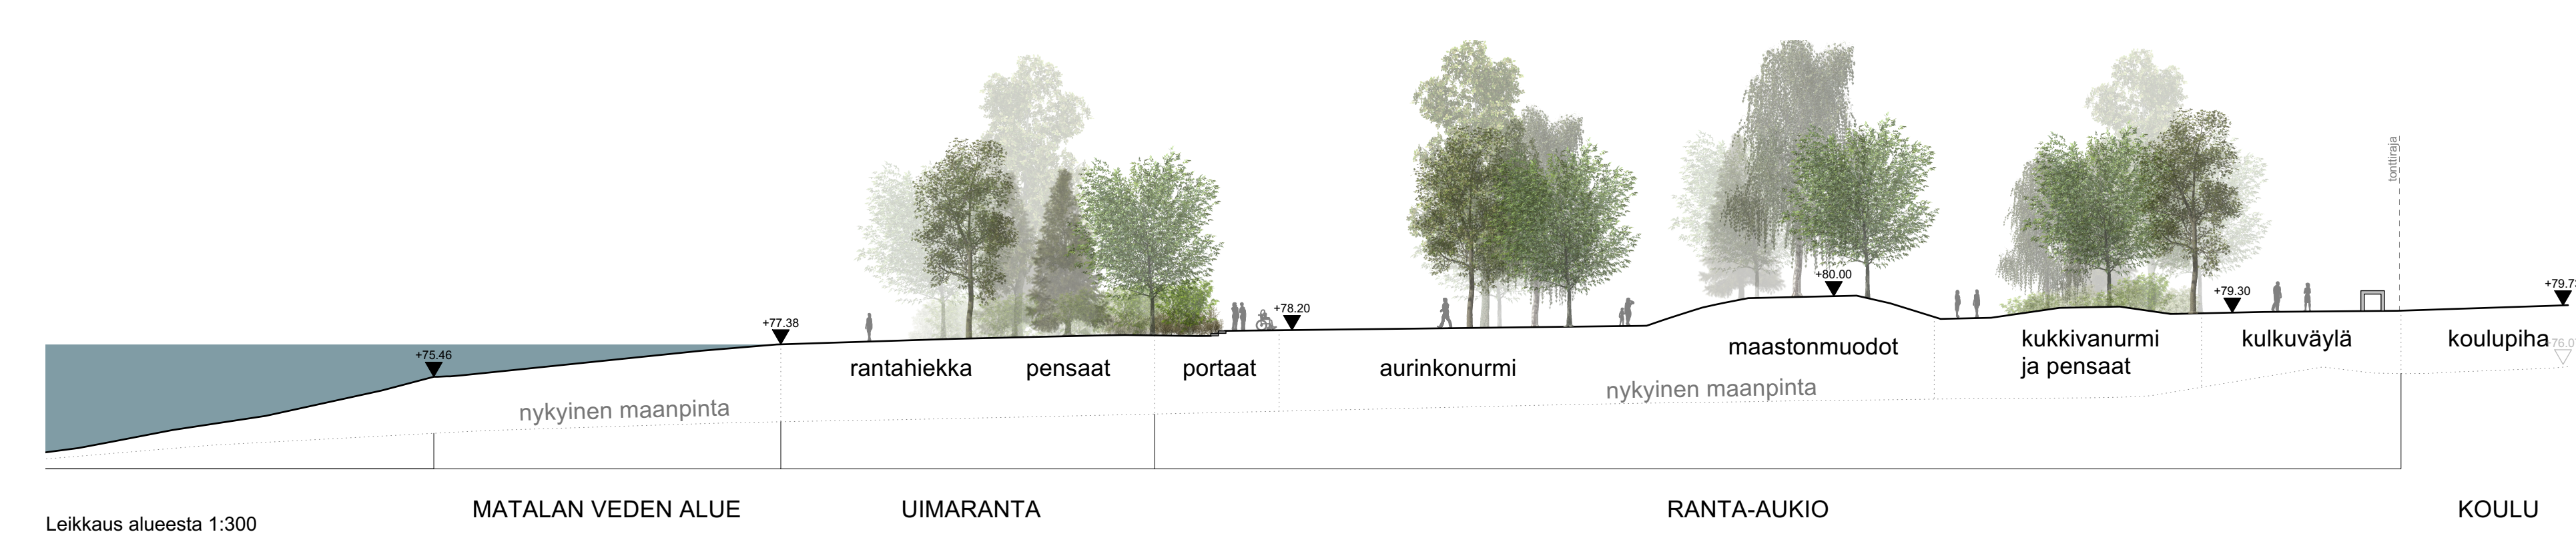 tonttiraja
+80.00
+79.30
+78.20
+77.38
+75.46
rantahiekka
pensaat
portaat
aurinkonurmi
maastonmuodot
kukkivanurmi
ja pensaat
kulkuväylä
koulupiha
nykyinen maanpinta
nykyinen maanpinta
MATALAN VEDEN ALUE
UIMARANTA
RANTA-AUKIO
KOULU
Leikkaus alueesta 1:300